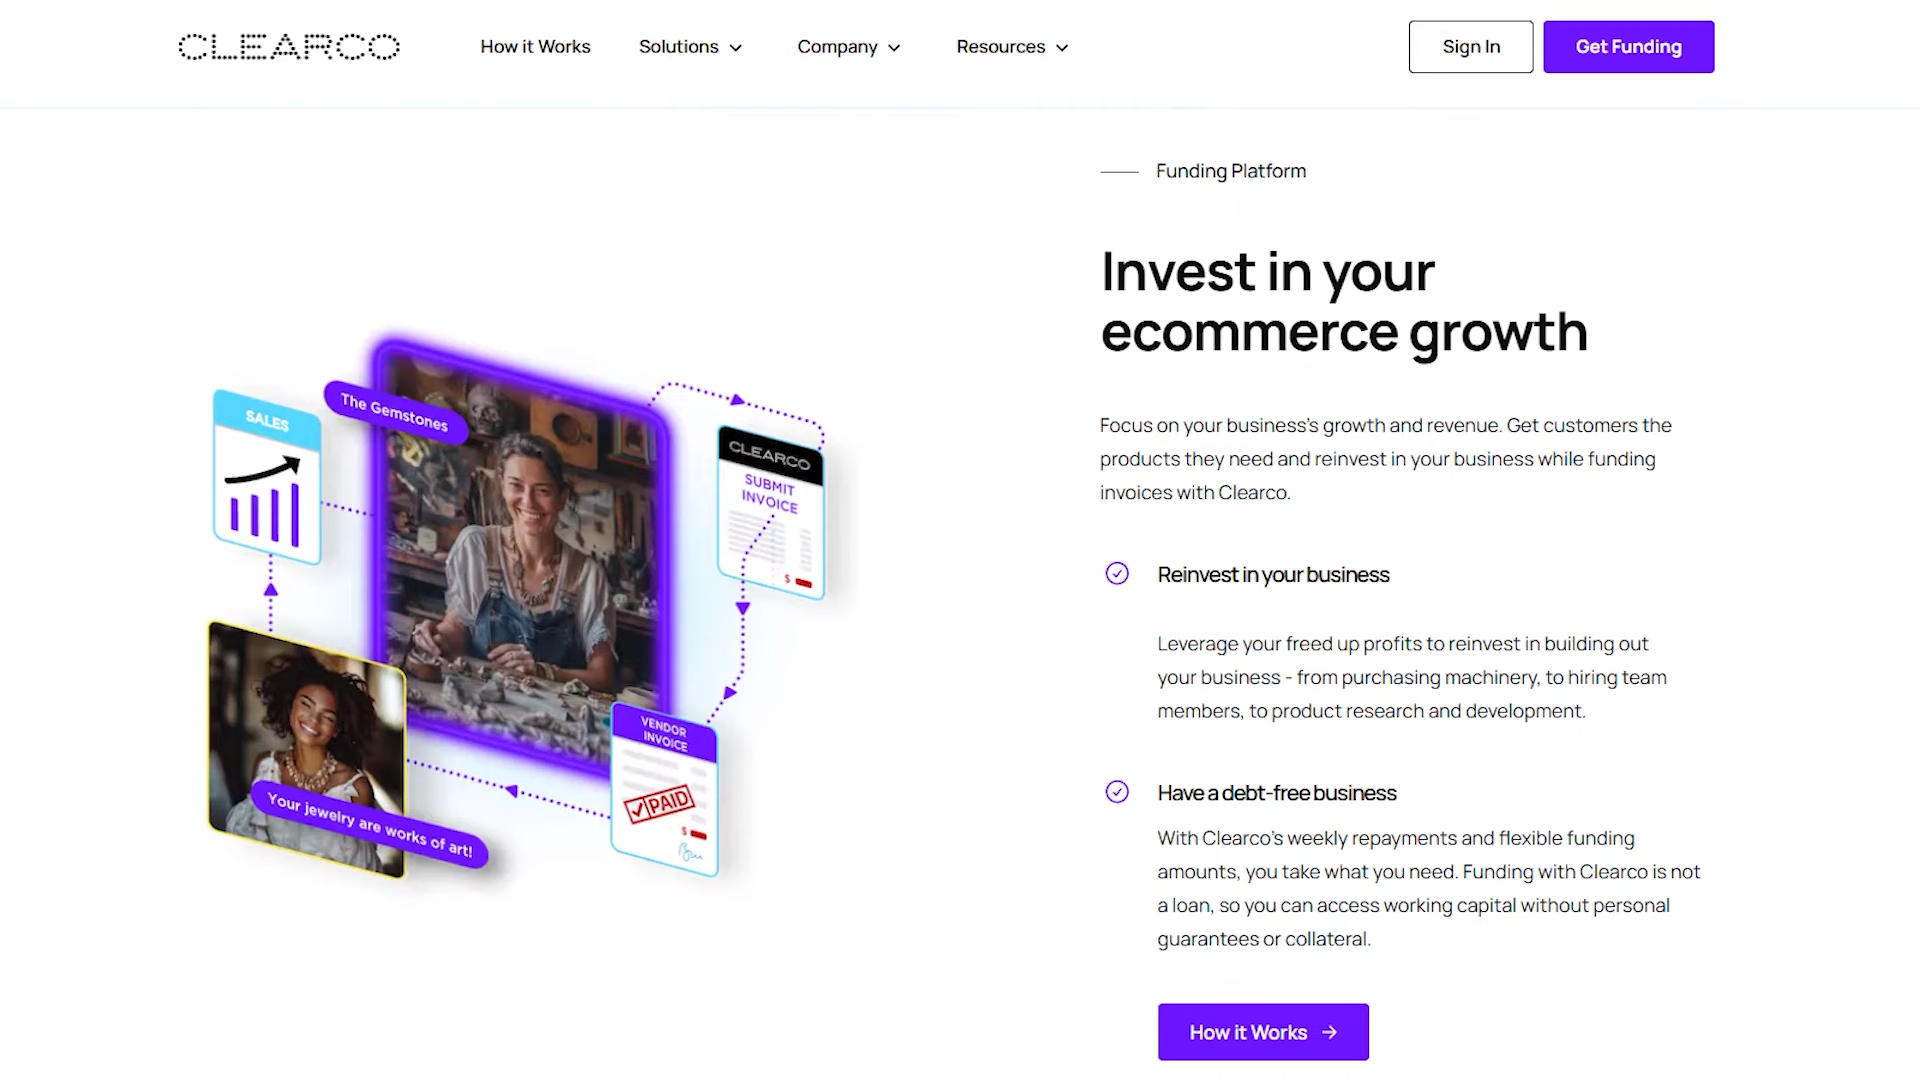 CLEARCO
How it Works
Solutions
Company
Resources
Sign In
Get Funding
Funding Platform
Invest in your
ecommerce growth
Focus on your business's growth and revenue. Get customers the
products they need and reinvest in your business while funding
invoices with Clearco.
Reinvest in your business
Leverage your freed up profits to reinvest in building out
your business - from purchasing machinery, to hiring team
members, to product research and development.
Have a debt-free business
With Clearco's weekly repayments and flexible funding
amounts, you take what you need. Funding with Clearco is not
a loan, so you can access working capital without personal
guarantees or collateral.
How it Works
The Gemstones
SALES
CLEARCO
SUBMIT
INVOICE
$
VENDOR
INVOICE
PAID
$
Your jewelry are works of art!